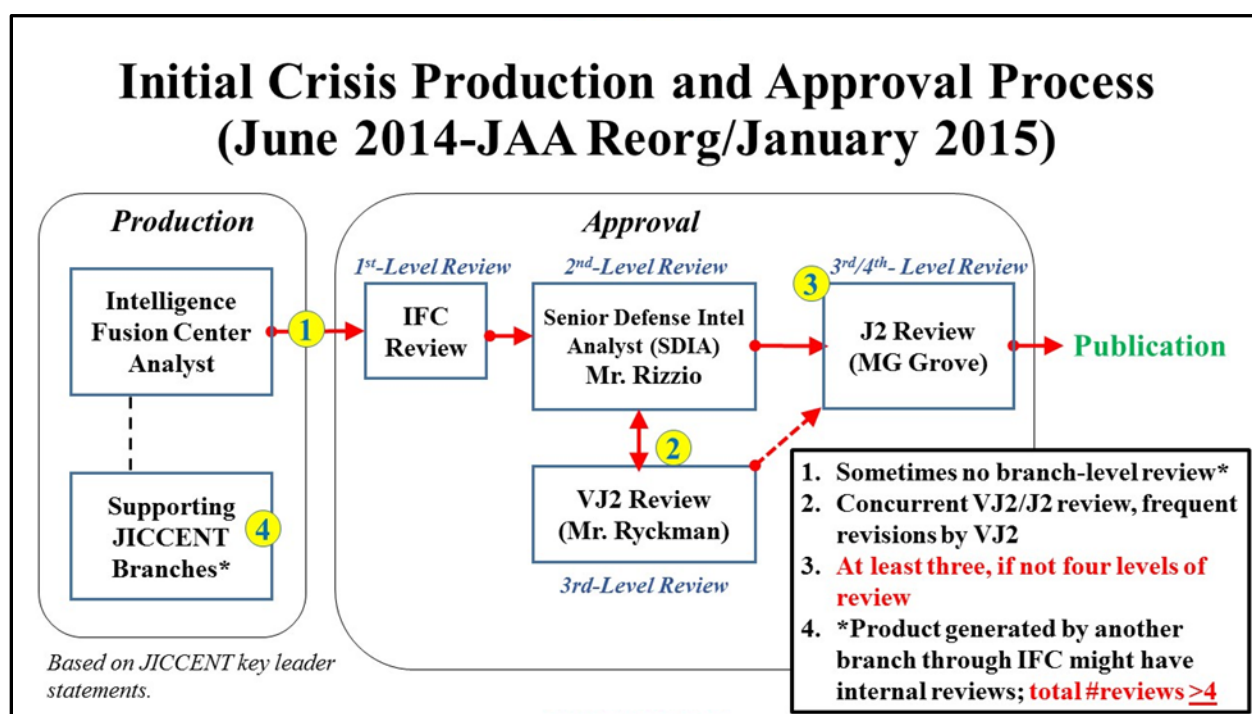 Initial Crisis Production and Approval Process
(June 2014-JAA Reorg/January 2015)
Production
Intelligence
Fusion Center
Analyst
1
Supporting
JICCENT
Branches*
4
Based on JICCENT key leader
statements.
Approval
1st-Level Review
IFC
Review
2nd-Level Review
Senior Defense Intel
Analyst (SDIA)
Mr. Rizzio
2
VJ2 Review
(Mr. Ryckman)
3rd-Level Review
3
3rd/4th- Level Review
J2 Review
(MG Grove)
Publication
1. Sometimes no branch-level review*
2. Concurrent VJ2/J2 review, frequent
revisions by VJ2
3. At least three, if not four levels of
review
4. *Product generated by another
branch through IFC might have
internal reviews; total #reviews >4